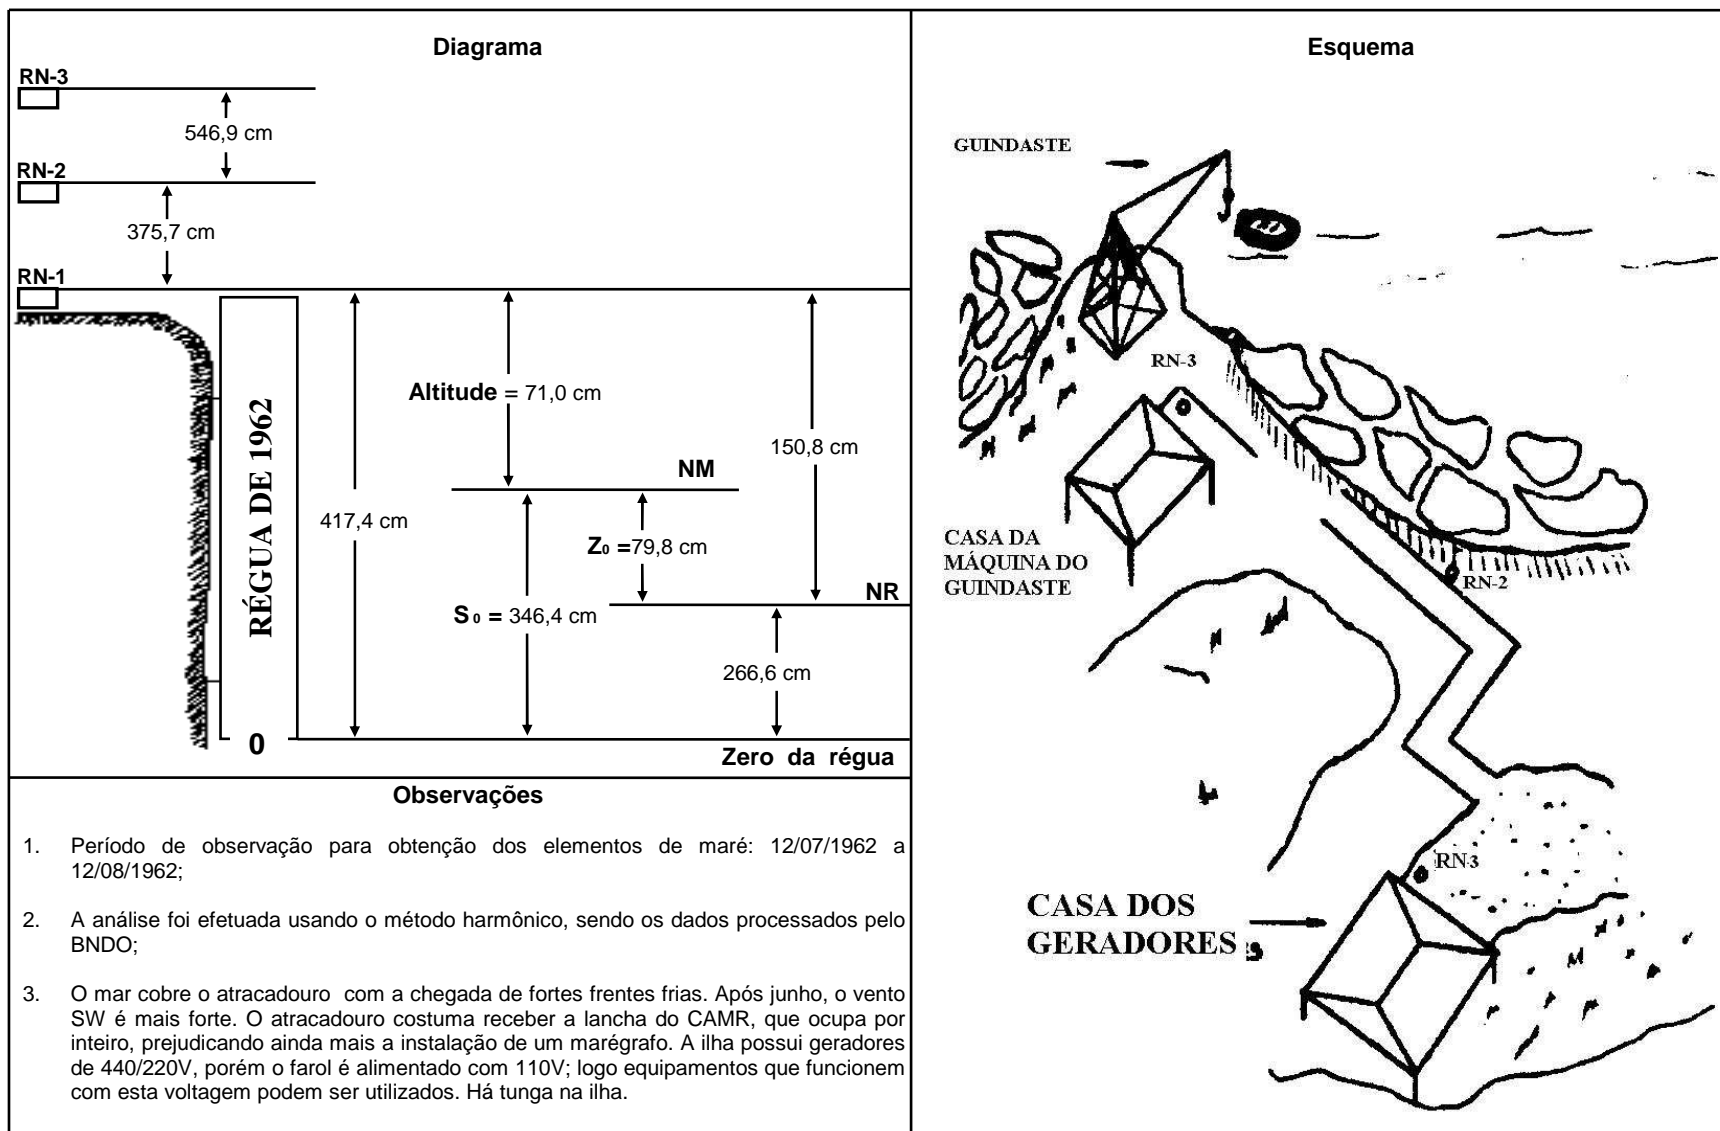 Diagrama
RN-3
546,9 cm
RN-2
375,7 cm
RN-1
Altitude = 71,0 cm
150,8 cm
RÉGUA DE 1962
NM
417,4 cm
Z₀ =79,8 cm
NR
S ₀ = 346,4 cm
266,6 cm
0
Zero da régua
Observações
1. Período de observação para obtenção dos elementos de maré: 12/07/1962 a
12/08/1962;
2. A análise foi efetuada usando o método harmônico, sendo os dados processados pelo
BNDO;
3. O mar cobre o atracadouro com a chegada de fortes frentes frias. Após junho, o vento
SW é mais forte. O atracadouro costuma receber a lancha do CAMR, que ocupa por
inteiro, prejudicando ainda mais a instalação de um marégrafo. A ilha possui geradores
de 440/220V, porém o farol é alimentado com 110V; logo equipamentos que funcionem
com esta voltagem podem ser utilizados. Há tunga na ilha.
Esquema
GUINDASTE
RN-3
CASA DA
MÁQUINA DO
GUINDASTE
RN-2
RN-3
CASA DOS
GERADORES